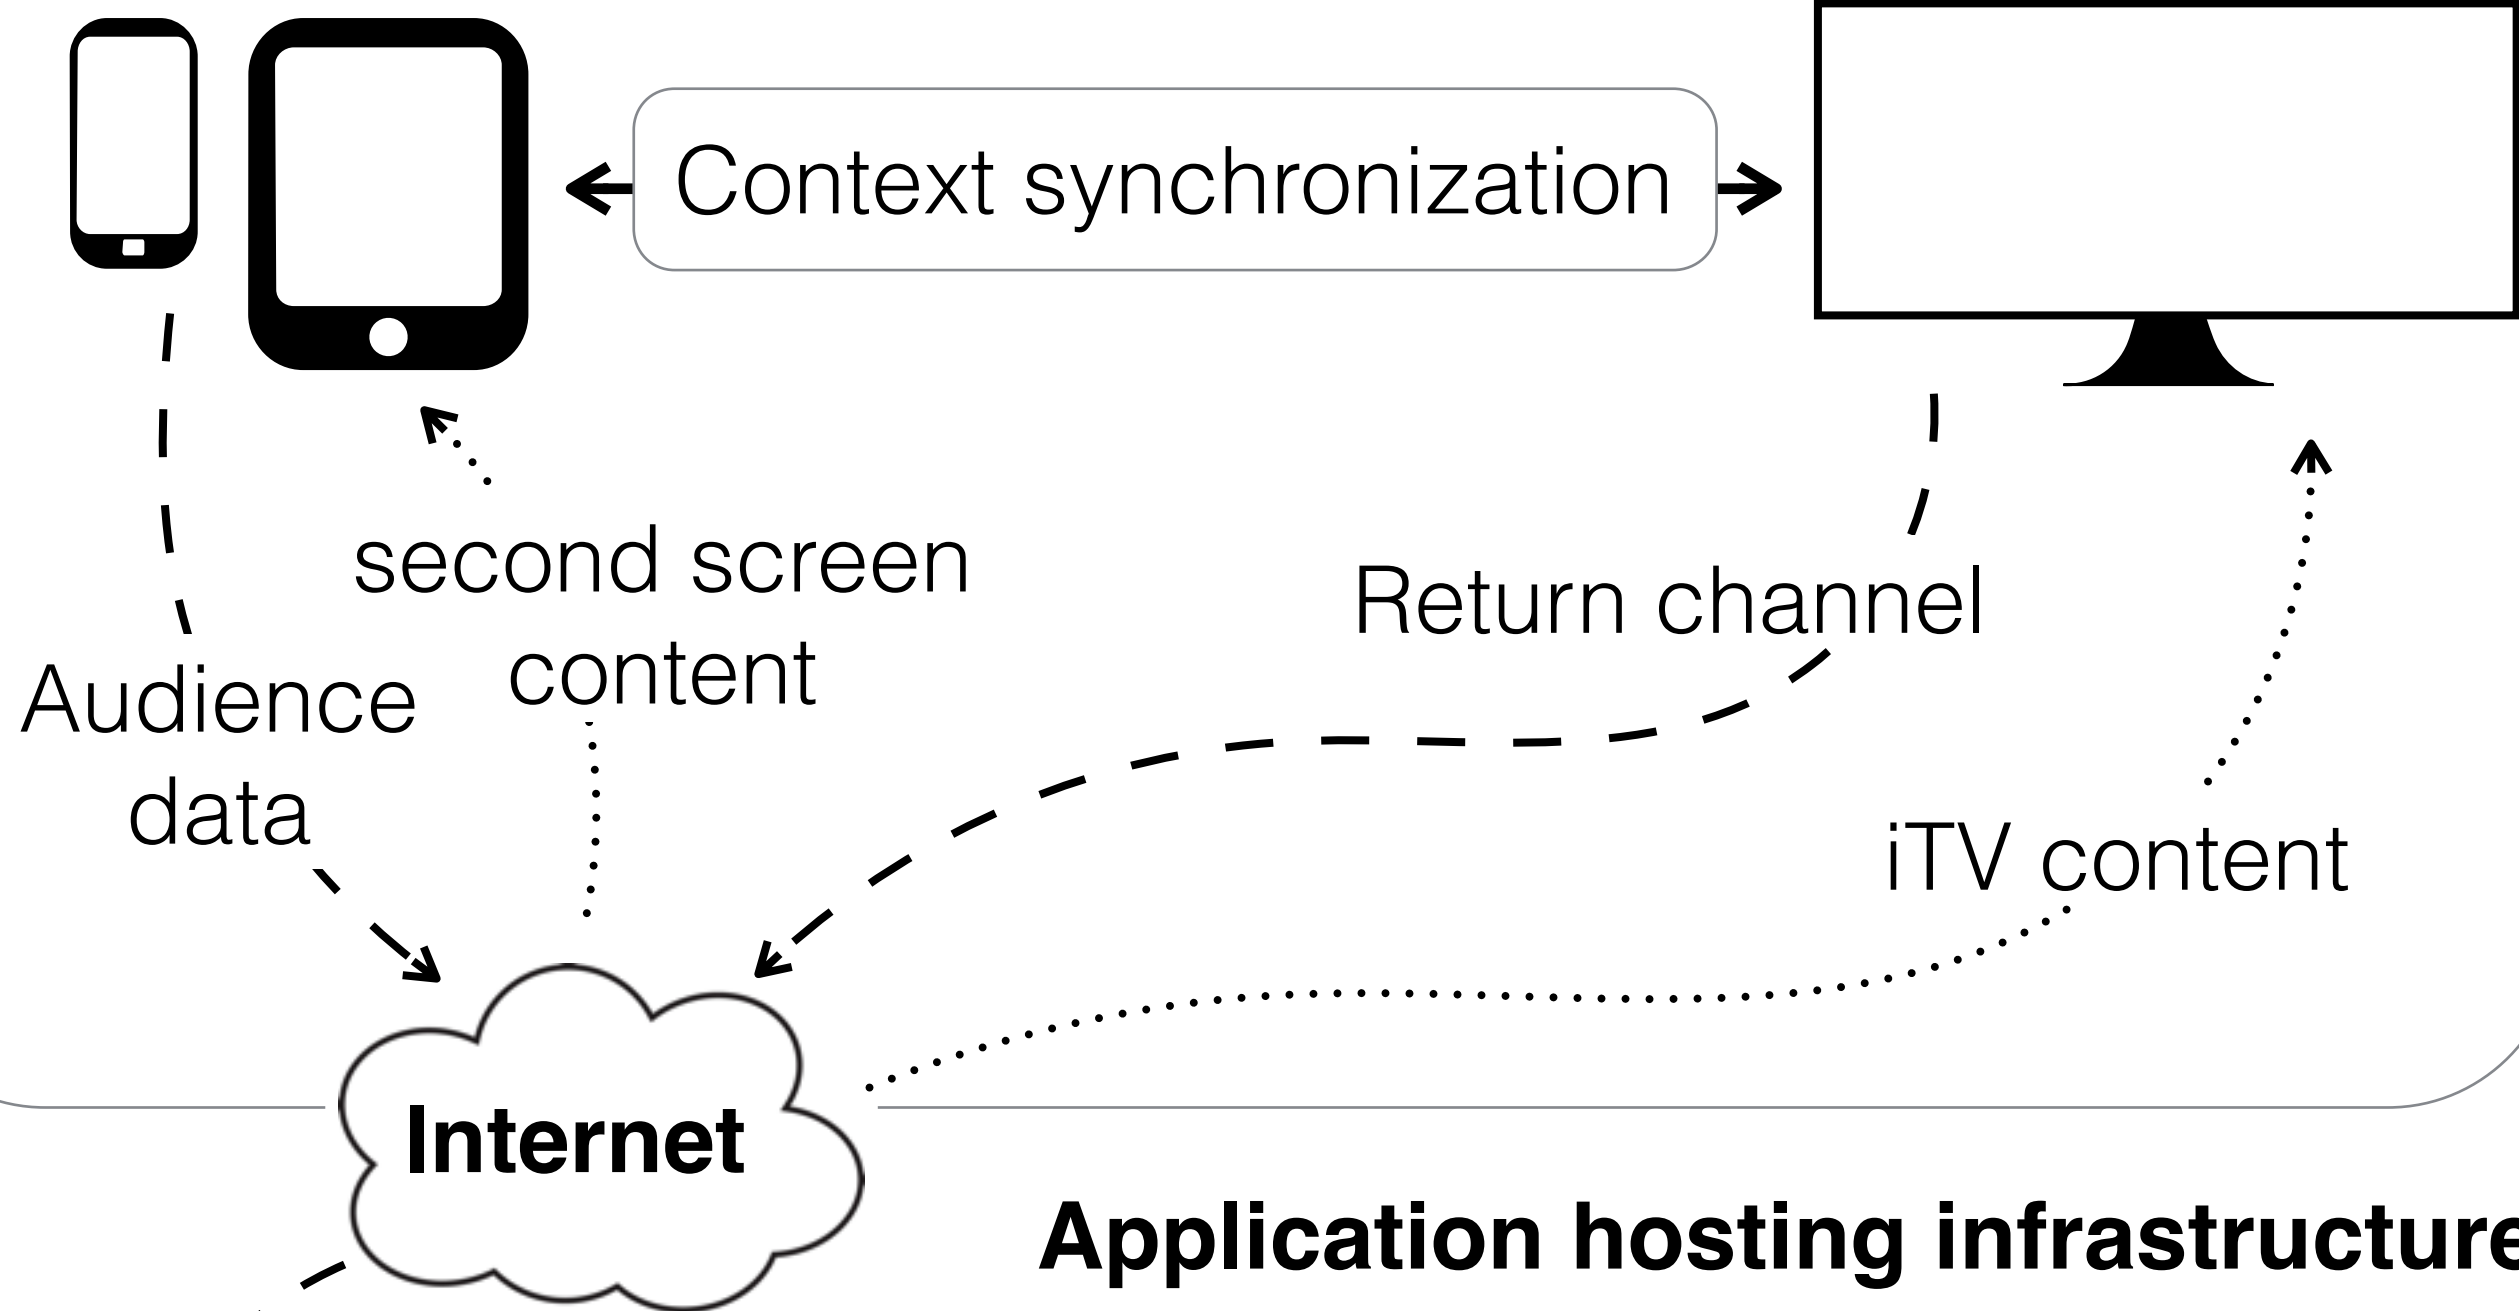 Context synchronization
second screen
content
Return channel
Audience
data
iTV content
Internet
Application hosting infrastructure